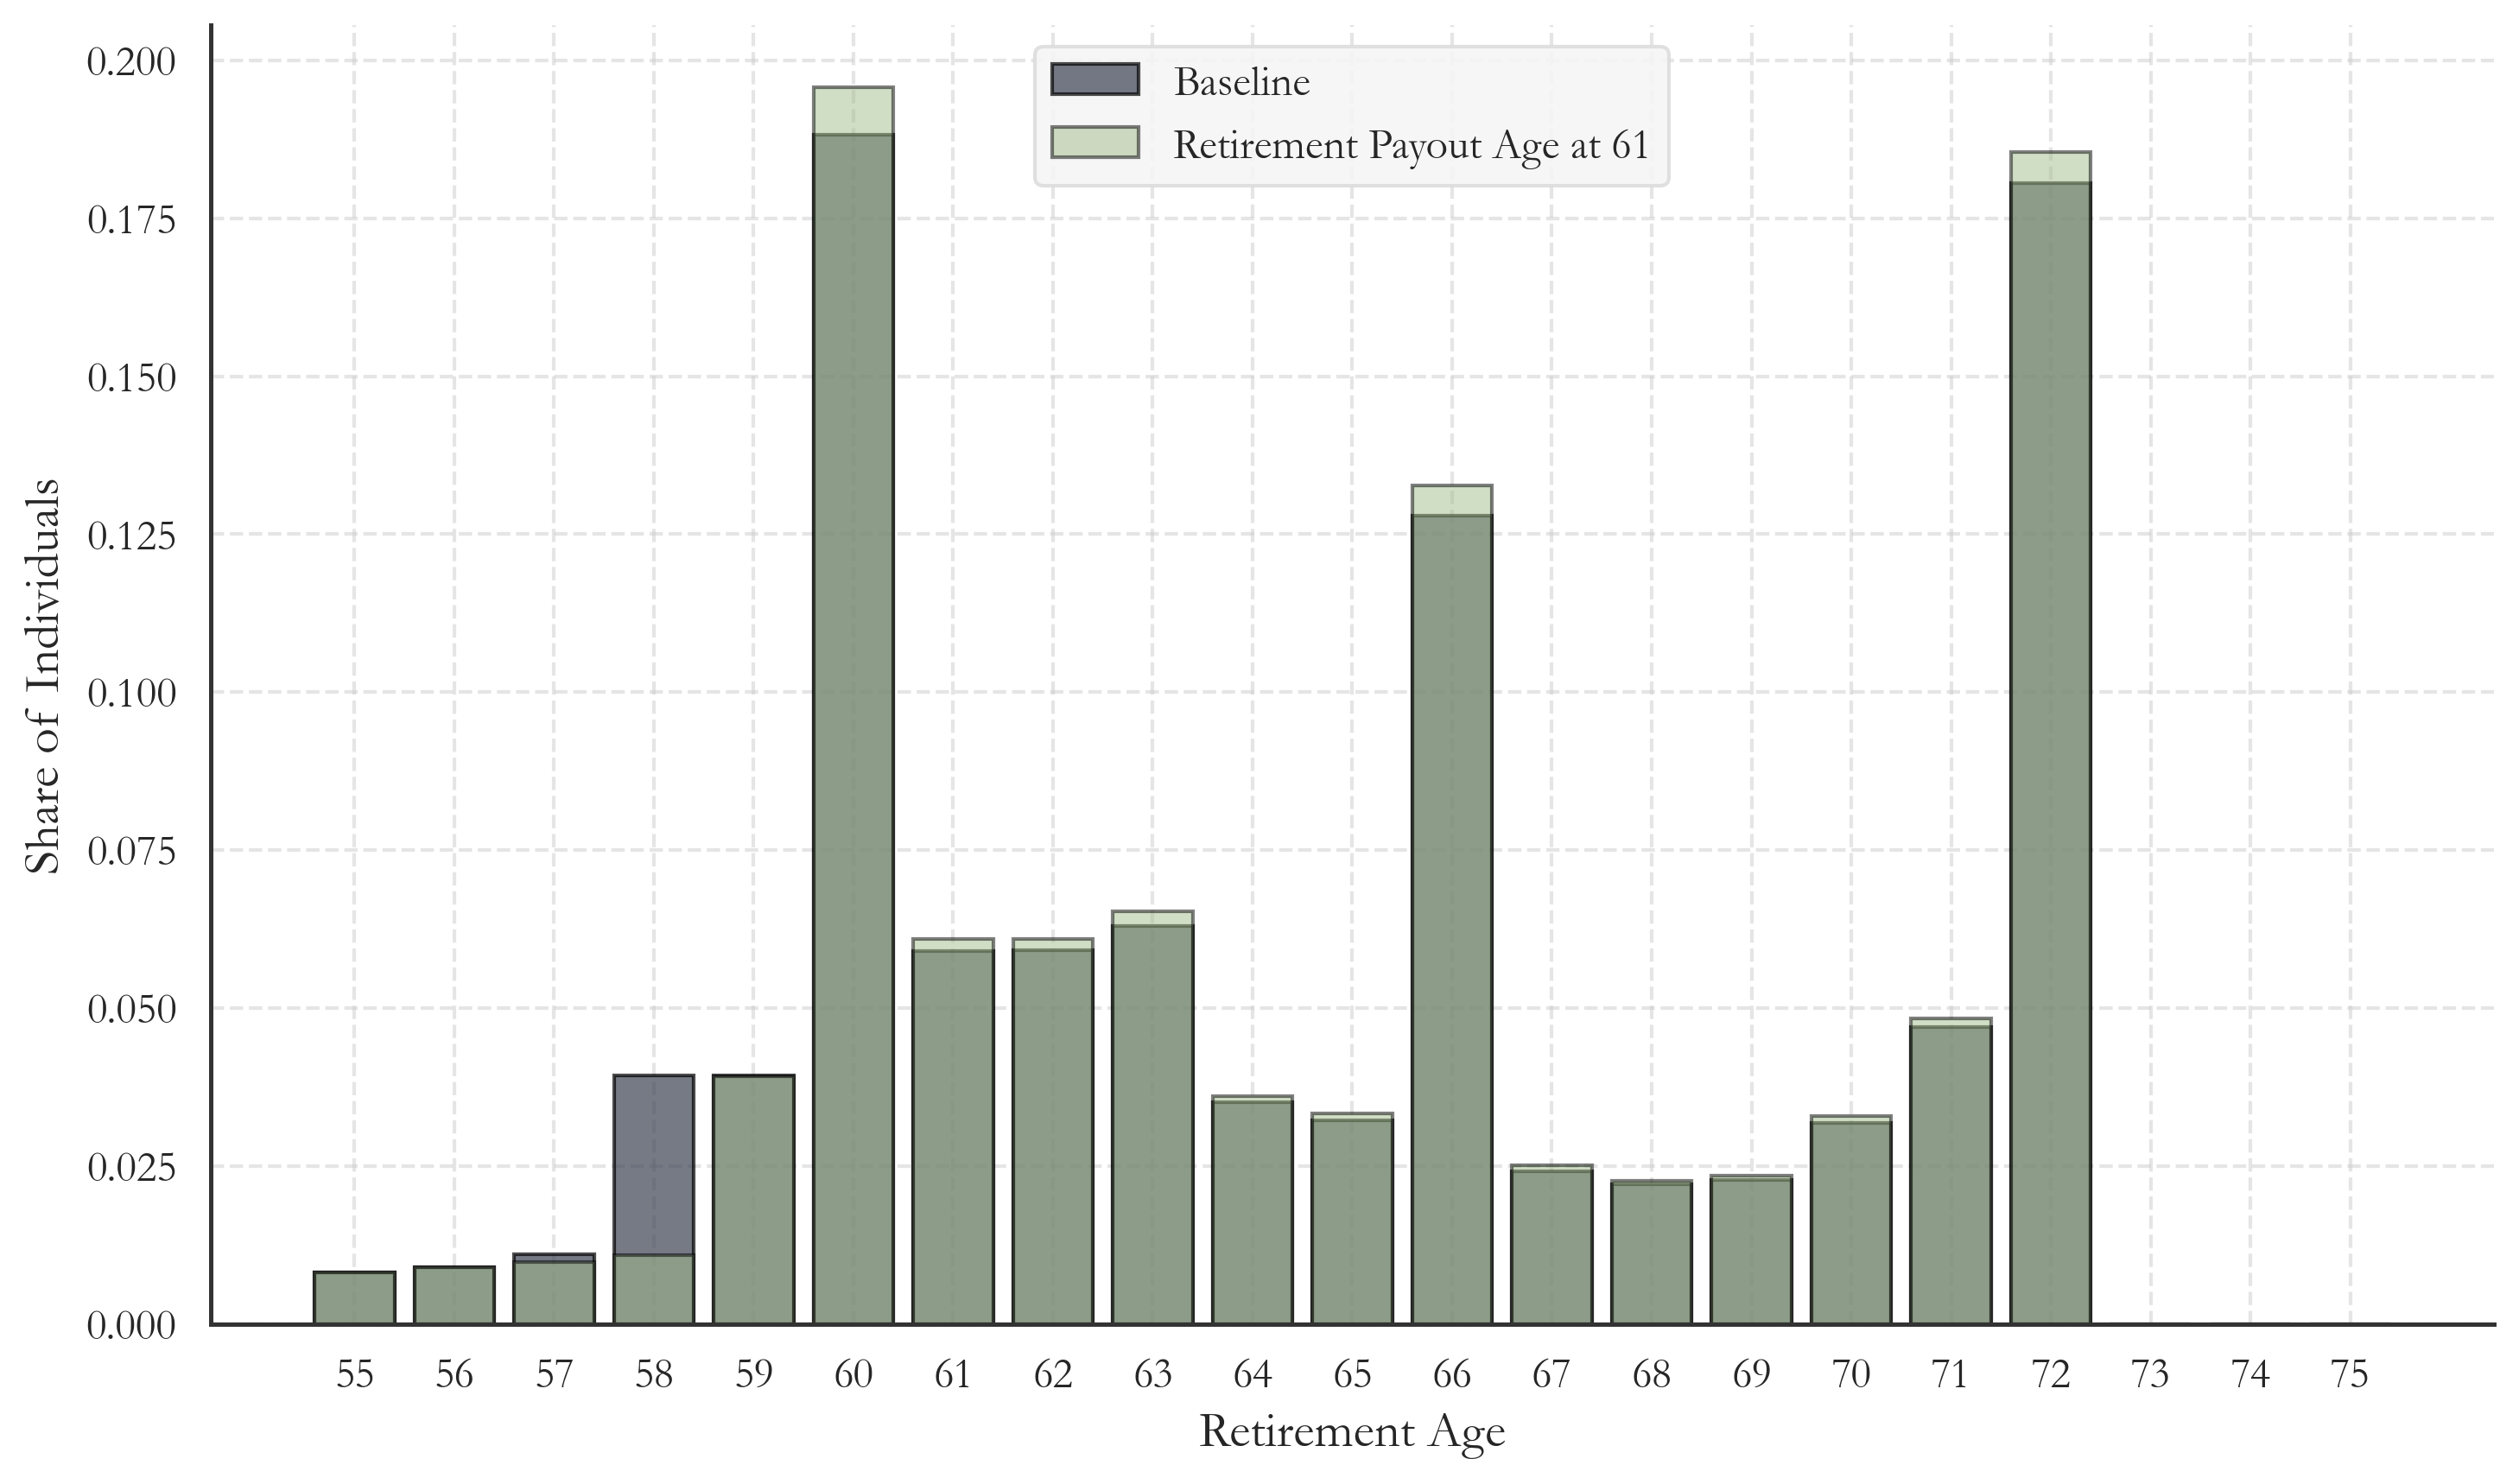 0.200
0.175
0.150
0.125
0.100
0.075
0.050
0.025
0.000
Share of Individuals
Baseline
Retirement Payout Age at 61
55 56 57 58 59 60 61 62 63 64 65 66 67 68 69 70 71 72 73 74 75
Retirement Age